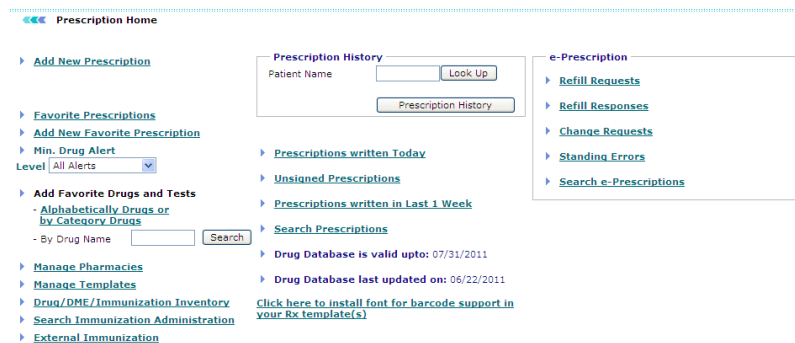 Prescription Home
Add New Prescription
Favorite Prescriptions
Add New Favorite Prescription
Min. Drug Alert
Level All Alerts
Add Favorite Drugs and Tests
- Alphabetically Drugs or
by Category Drugs
- By Drug Name Search
Manage Pharmacies
Manage Templates
Drug/DME/Immunization Inventory
Search Immunization Administration
External Immunization
Prescription History
Patient Name Look Up
Prescription History
Prescriptions written Today
Unsigned Prescriptions
Prescriptions written in Last 1 Week
Search Prescriptions
Drug Database is valid upto: 07/31/2011
Drug Database last updated on: 06/22/2011
Click here to install font for barcode support in
your Rx template(s)
e-Prescription
Refill Requests
Refill Responses
Change Requests
Standing Errors
Search e-Prescriptions